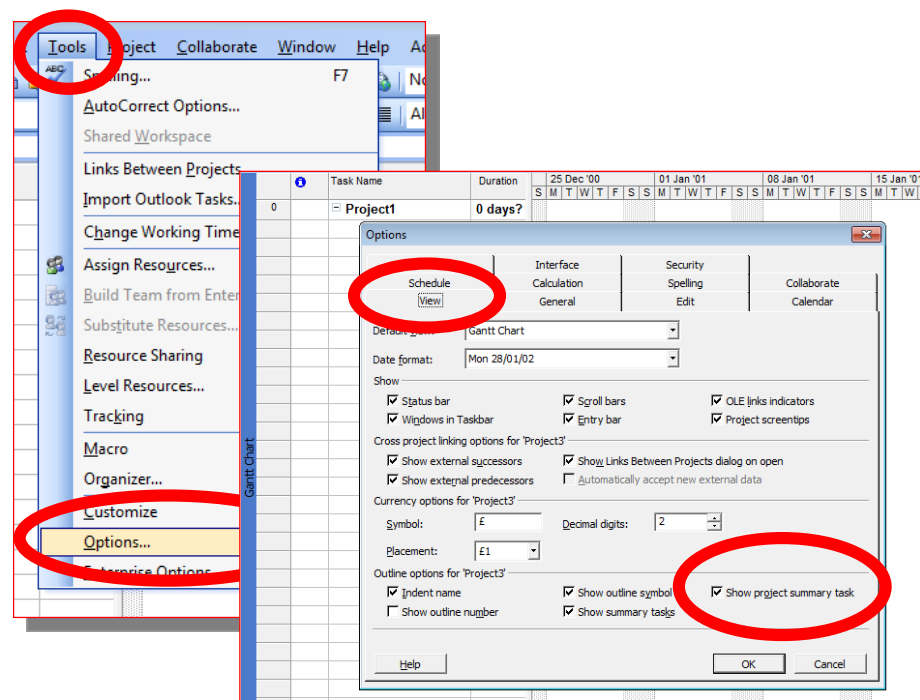 Tools Project Collaborate Window Help
Spelling... F7
AutoCorrect Options...
Shared Workspace
Links Between Projects
Import Outlook Tasks..
Change Working Time
Assign Resources...
Build Team from Enter
Substitute Resources...
Resource Sharing
Level Resources...
Tracking
Macro
Organizer...
Customize
Options...
Enterprise Options
Task Name Duration 25 Dec '00 01 Jan '01 08 Jan '01 15 Jan '0
S M T W T F S S M T W T F S S M T W T F S S M T W
0 Project1 0 days?
Gantt Chart
Options
Interface Security
Schedule Calculation Spelling Collaborate
View General Edit Calendar
Default Gantt Chart
Date format: Mon 28/01/02
Show
Status bar Scroll bars OLE links indicators
Windows in Taskbar Entry bar Project screentips
Cross project linking options for 'Project3'
Show external successors Show Links Between Projects dialog on open
Show external predecessors Automatically accept new external data
Currency options for 'Project3'
Symbol: £ Decimal digits: 2
Placement: £1
Outline options for 'Project3'
Indent name Show outline symbol Show project summary task
Show outline number Show summary tasks
Help OK Cancel